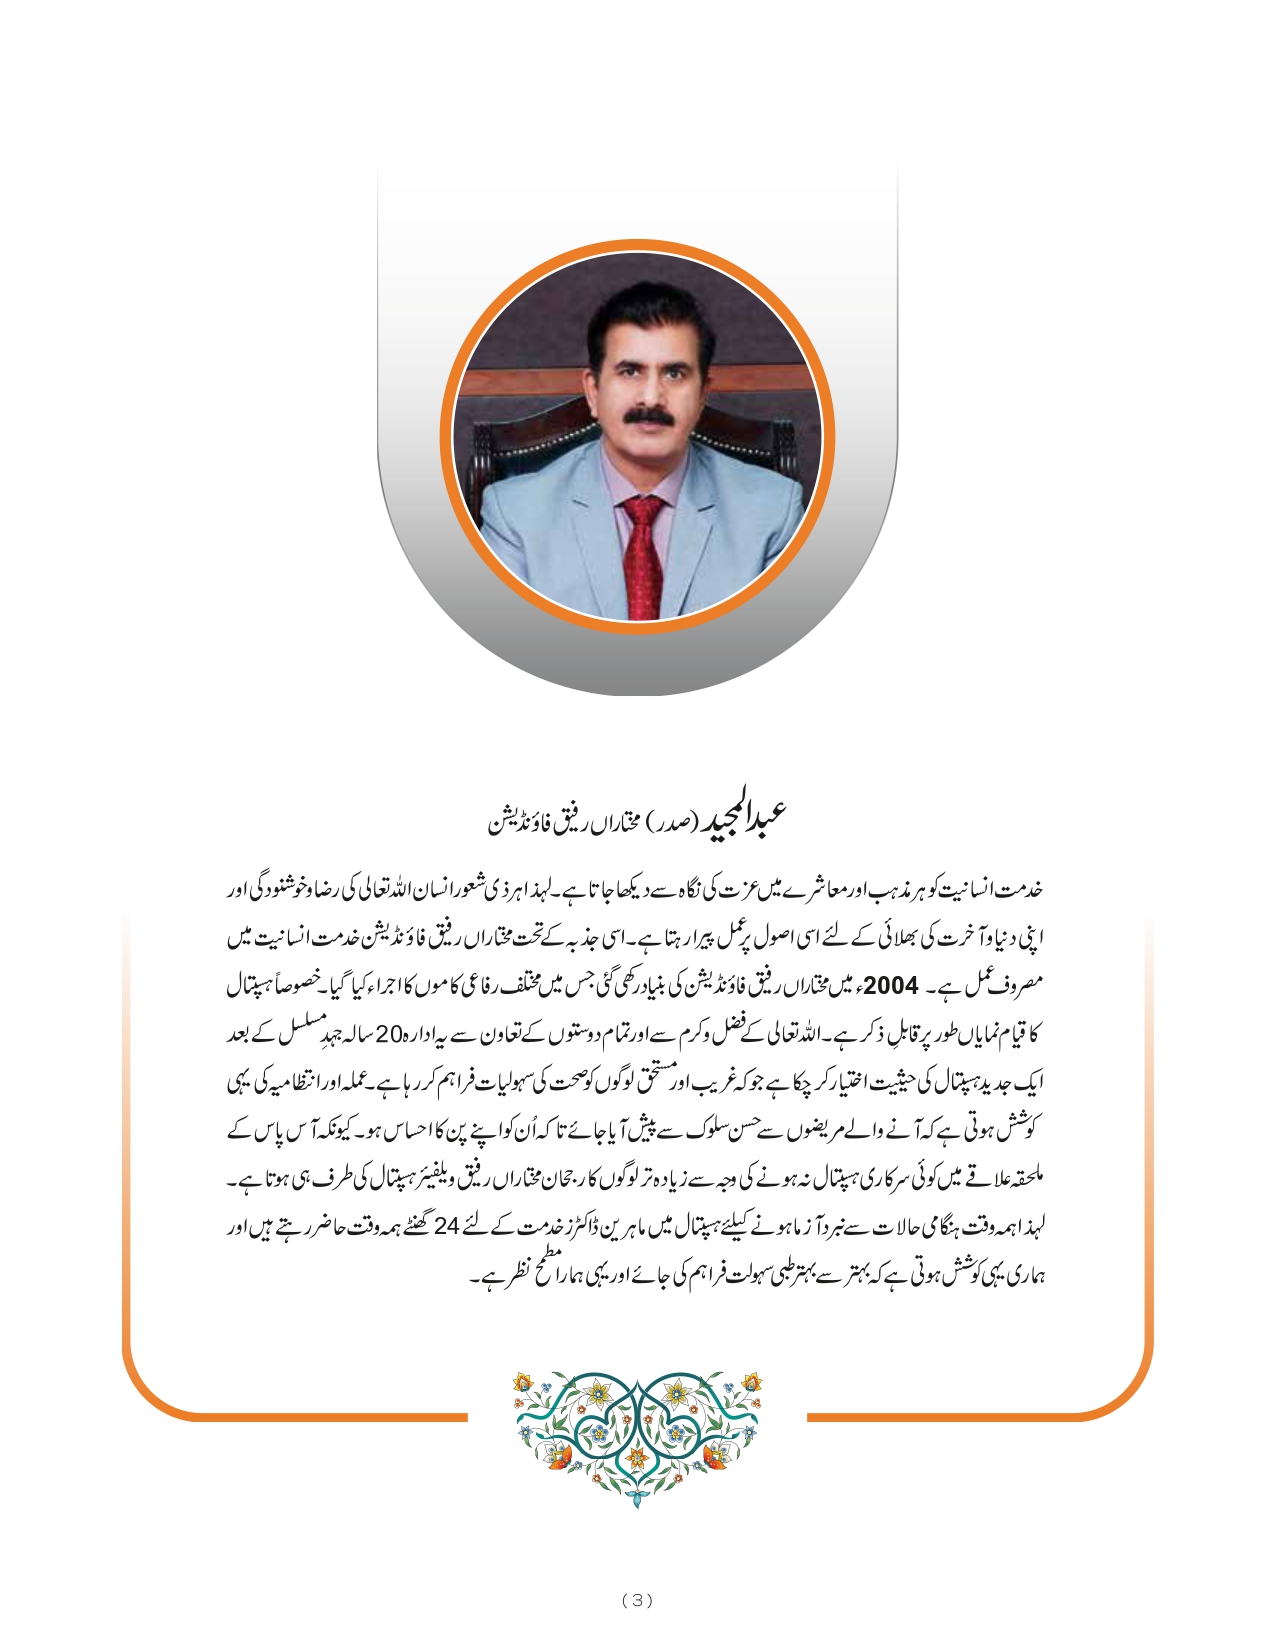 عبدالمجید (صدر) مختاراں رفیق فاؤنڈیشن
خدمت انسانیت کو ہر مذہب اور معاشرے میں عزت کی نگاہ سے دیکھا جاتا ہے۔ لہذا ہر ذی شعور انسان اللہ تعالی کی رضا و خوشنودگی اور
اپنی دنیا و آخرت کی بھلائی کے لئے اسی اصول پر عمل پیرا رہتا ہے۔ اسی جذبہ کے تحت مختاراں رفیق فاؤنڈیشن خدمت انسانیت میں
مصروف عمل ہے۔ 2004ء میں مختاراں رفیق فاؤنڈیشن کی بنیاد رکھی گئی جس میں مختلف رفاعی کاموں کا اجراء کیا گیا۔ خصوصاً ہسپتال
کا قیام نمایاں طور پر قابلِ ذکر ہے۔ اللہ تعالی کے فضل و کرم سے اور تمام دوستوں کے تعاون سے یہ ادارہ 20 سالہ جہدِ مسلسل کے بعد
ایک جدید ہسپتال کی حیثیت اختیار کر چکا ہے جو کہ غریب اور مستحق لوگوں کو صحت کی سہولیات فراہم کر رہا ہے۔ عملہ اور انتظامیہ کی یہی
کوشش ہوتی ہے کہ آنے والے مریضوں سے حسن سلوک سے پیش آیا جائے تاکہ اُن کو اپنے پن کا احساس ہو۔ کیونکہ آس پاس کے
ملحقہ علاقے میں کوئی سرکاری ہسپتال نہ ہونے کی وجہ سے زیادہ تر لوگوں کا رجحان مختاراں رفیق ویلفیئر ہسپتال کی طرف ہی ہوتا ہے۔
لہذا ہمہ وقت ہنگامی حالات سے نبرد آزما ہونے کیلئے ہسپتال میں ماہرین ڈاکٹرز خدمت کے لئے 24 گھنٹے ہمہ وقت حاضر رہتے ہیں اور
ہماری یہی کوشش ہوتی ہے کہ بہتر سے بہتر طبی سہولت فراہم کی جائے اور یہی ہمارا مطمح نظر ہے۔
(3)